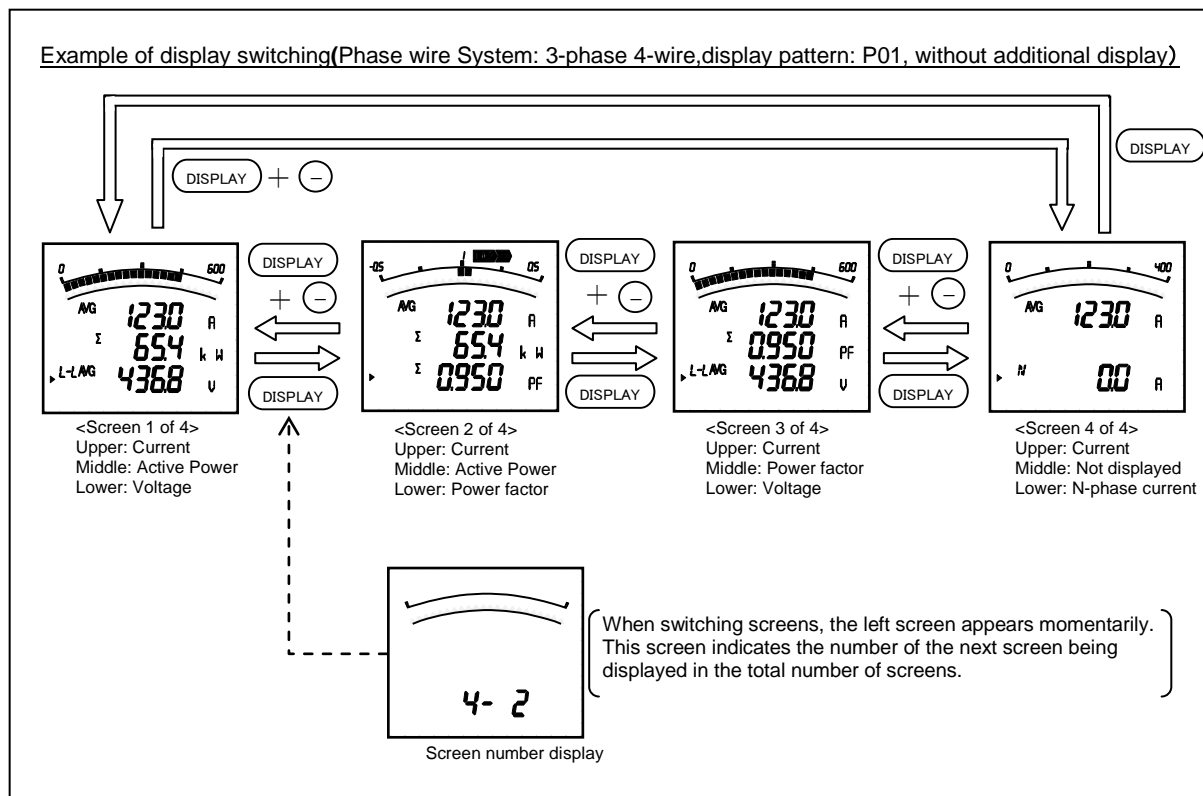 Example of display switching(Phase wire System: 3-phase 4-wire,display pattern: P01, without additional display)
DISPLAY
DISPLAY + −
0 600
AVG 123.0 A
Σ 65.4 k W
L-L AVG 436.8 V
<Screen 1 of 4>
Upper: Current
Middle: Active Power
Lower: Voltage
DISPLAY
+ −
DISPLAY
-0.5 1 0.5
AVG 123.0 A
Σ 65.4 k W
Σ 0.950 PF
<Screen 2 of 4>
Upper: Current
Middle: Active Power
Lower: Power factor
DISPLAY
+ −
DISPLAY
0 600
AVG 123.0 A
Σ 0.950 PF
L-L AVG 436.8 V
<Screen 3 of 4>
Upper: Current
Middle: Power factor
Lower: Voltage
DISPLAY
+ −
DISPLAY
0 400
AVG 123.0 A
N 0.0 A
<Screen 4 of 4>
Upper: Current
Middle: Not displayed
Lower: N-phase current
4- 2
Screen number display
When switching screens, the left screen appears momentarily.
This screen indicates the number of the next screen being
displayed in the total number of screens.